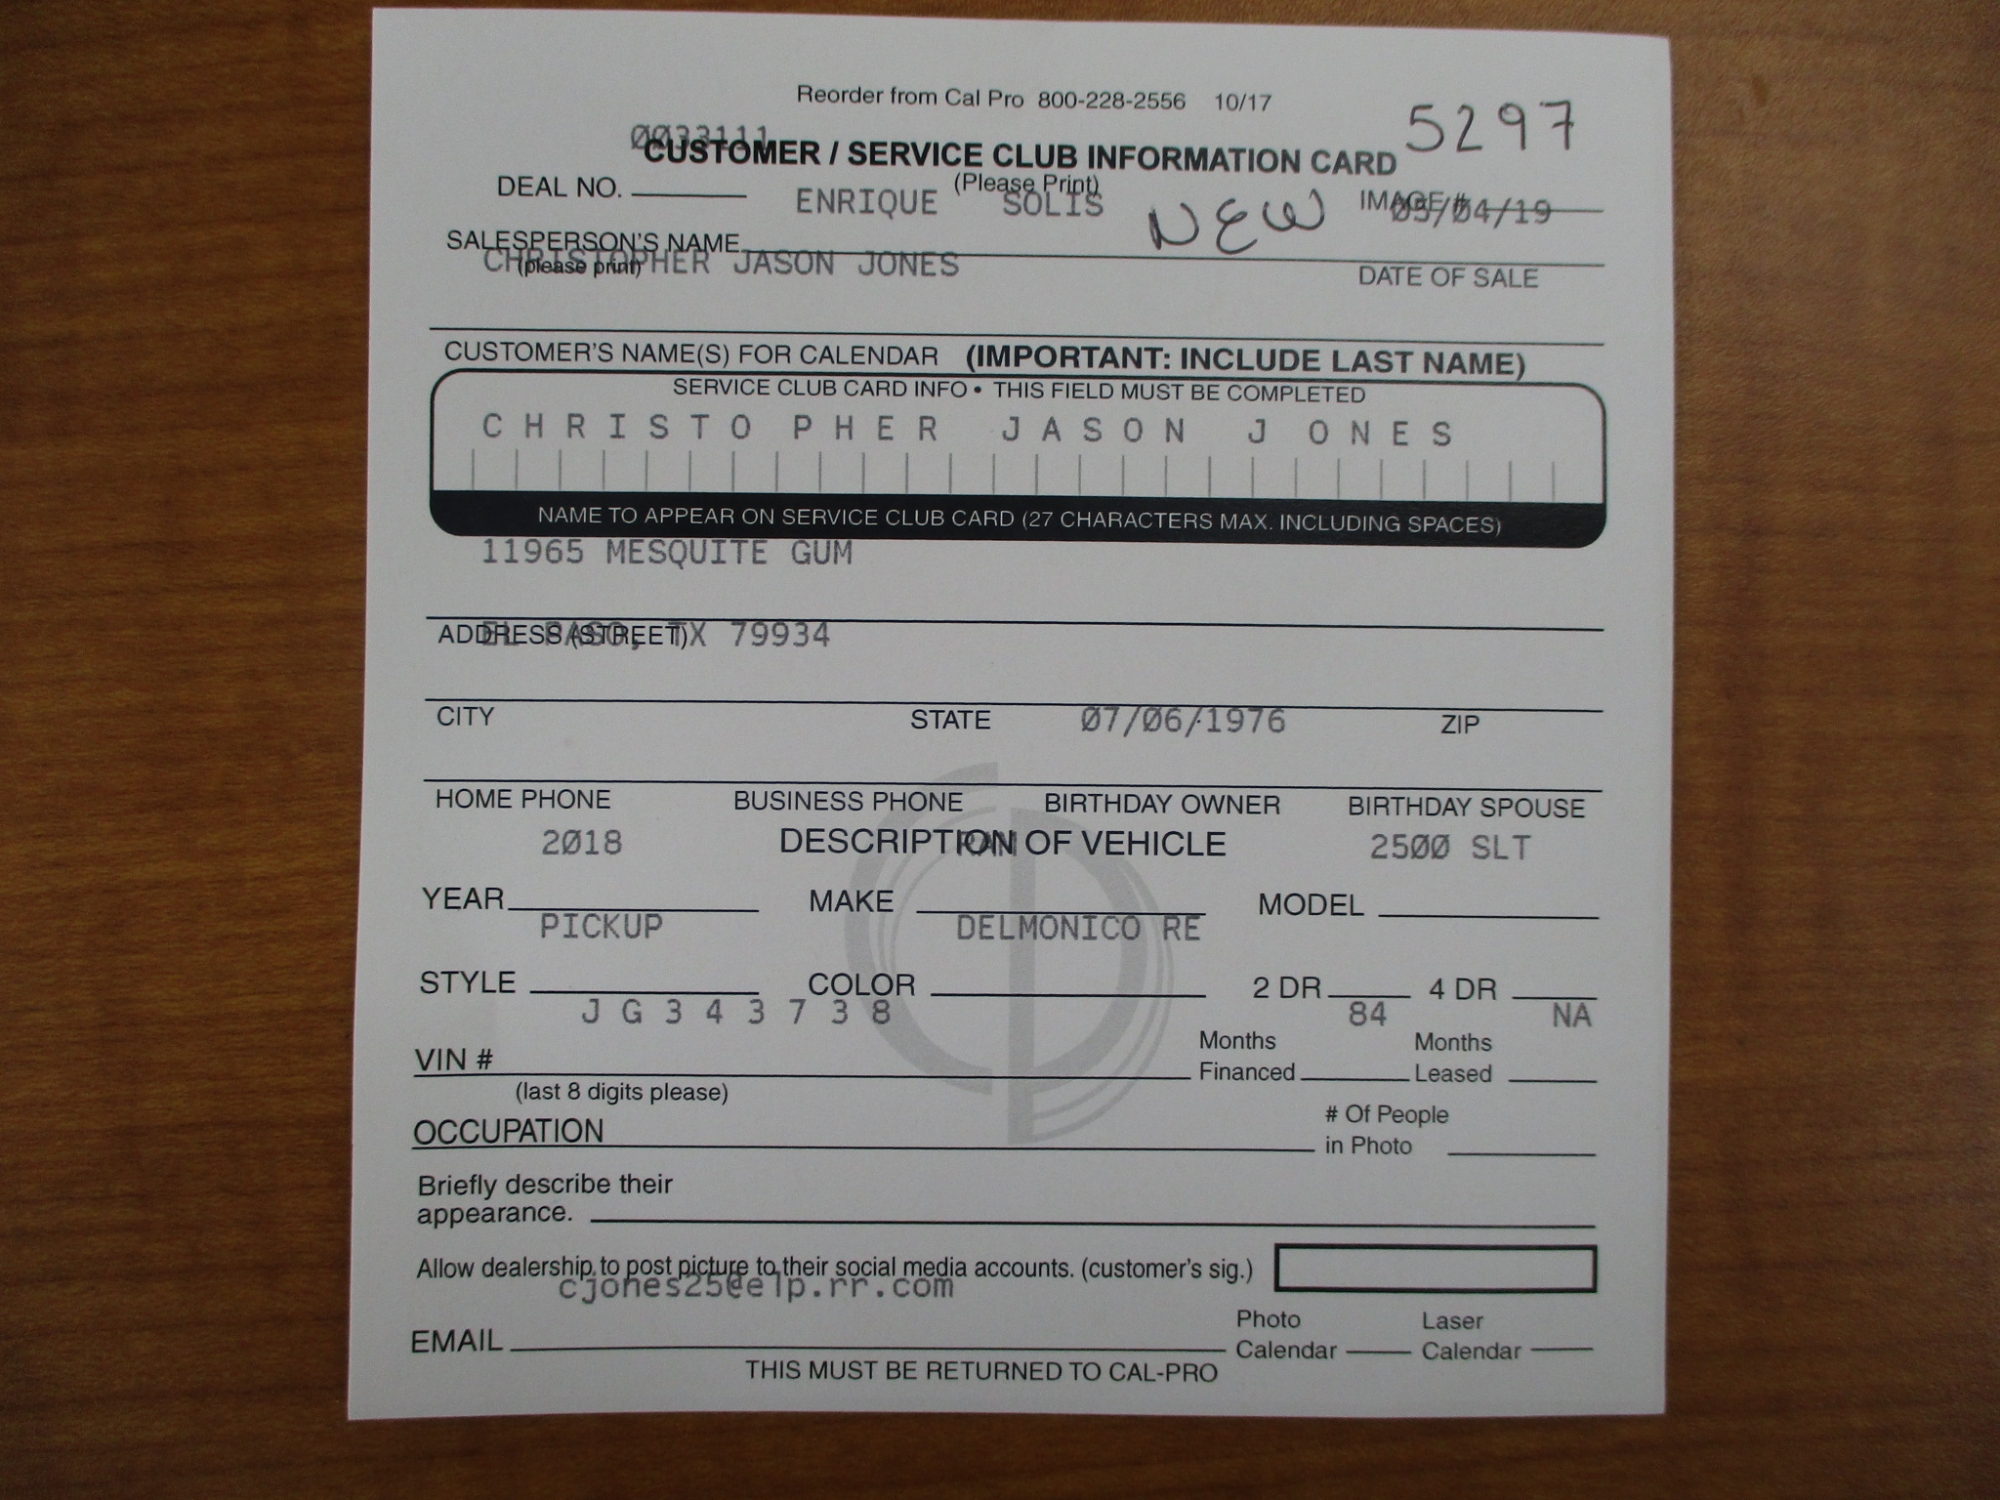 Reorder from Cal Pro 800-228-2556 10/17
5297
0033111
CUSTOMER / SERVICE CLUB INFORMATION CARD
(Please Print)
DEAL NO. IMAGE #
ENRIQUE SOLIS NEW 05/04/19
SALESPERSON'S NAME
(please print) DATE OF SALE
CHRISTOPHER JASON JONES
CUSTOMER'S NAME(S) FOR CALENDAR (IMPORTANT: INCLUDE LAST NAME)
SERVICE CLUB CARD INFO • THIS FIELD MUST BE COMPLETED
CHRISTOPHER JASON JONES
NAME TO APPEAR ON SERVICE CLUB CARD (27 CHARACTERS MAX. INCLUDING SPACES)
11965 MESQUITE GUM
ADDRESS (STREET)
EL PASO, TX 79934
CITY STATE ZIP
07/06/1976
HOME PHONE BUSINESS PHONE BIRTHDAY OWNER BIRTHDAY SPOUSE
DESCRIPTION OF VEHICLE
2018 RAM 2500 SLT
YEAR MAKE MODEL
PICKUP DELMONICO RE
STYLE COLOR 2 DR 4 DR
JG343738 84 NA
VIN # Months Financed Months Leased
(last 8 digits please)
OCCUPATION # Of People in Photo
Briefly describe their
appearance.
Allow dealership to post picture to their social media accounts. (customer's sig.)
cjones25@elp.rr.com
EMAIL Photo Calendar Laser Calendar
THIS MUST BE RETURNED TO CAL-PRO